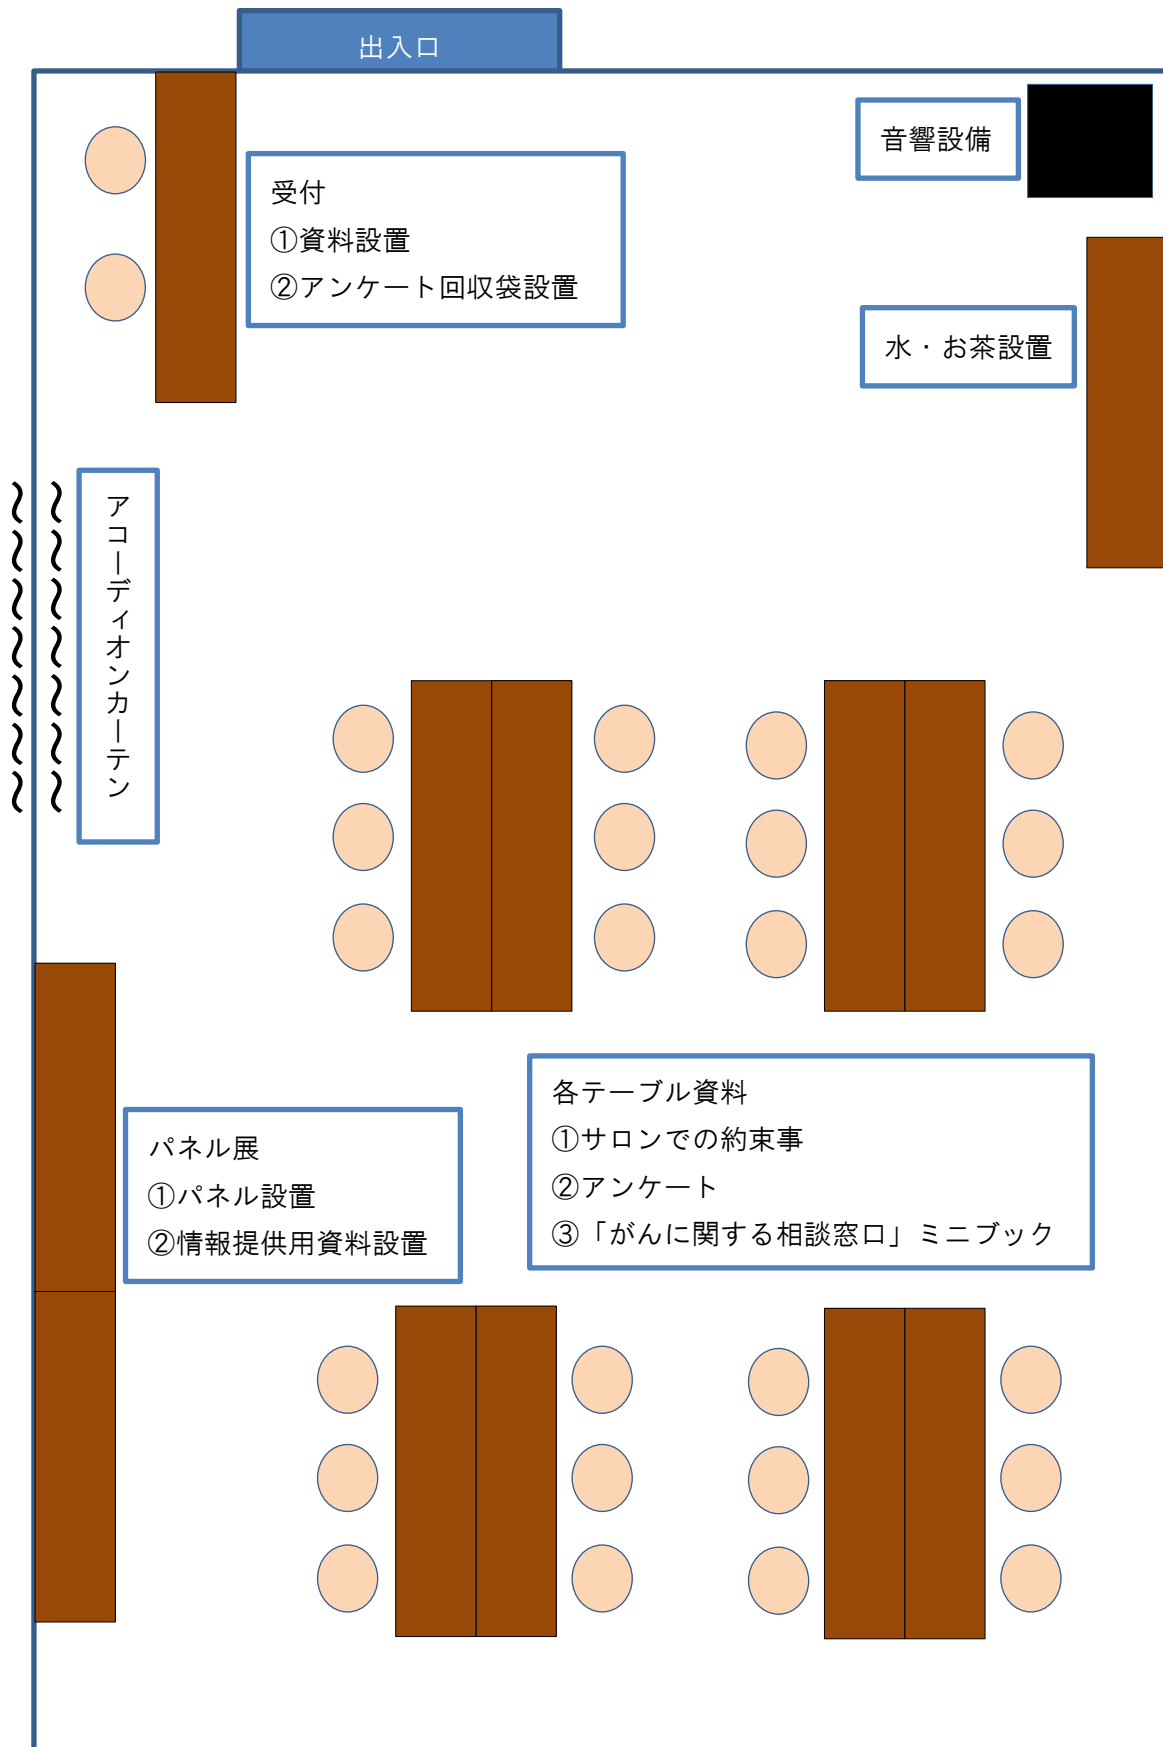 出入口
音響設備
受付
①資料設置
②アンケート回収袋設置
水・お茶設置
アコーディオンカーテン
各テーブル資料
①サロンでの約束事
②アンケート
③「がんに関する相談窓口」ミニブック
パネル展
①パネル設置
②情報提供用資料設置